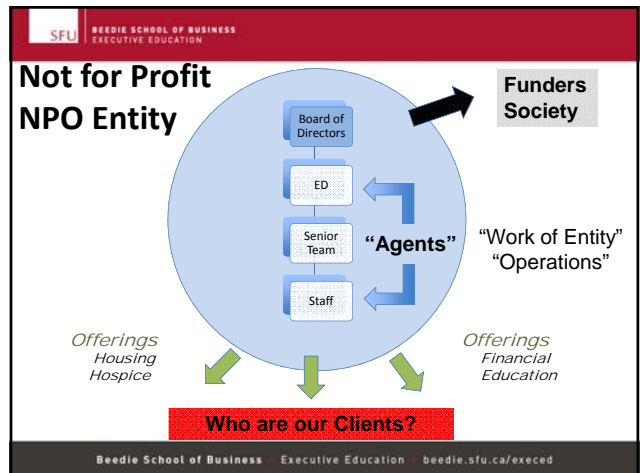 SFU BEEDIE SCHOOL OF BUSINESS
EXECUTIVE EDUCATION
Not for Profit
NPO Entity
Funders
Society
Board of
Directors
ED
Senior
Team
Staff
“Agents”
“Work of Entity”
“Operations”
Offerings
Housing
Hospice
Offerings
Financial
Education
Who are our Clients?
Beedie School of Business Executive Education beedie.sfu.ca/execed